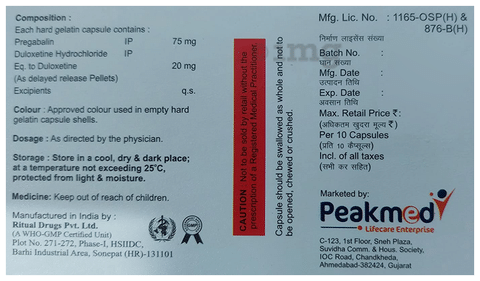 Composition :
Each hard gelatin capsule contains :
Pregabalin IP 75 mg
Duloxetine Hydrochloride IP
Eq. to Duloxetine 20 mg
(As delayed release Pellets)
Excipients q.s.
Colour : Approved colour used in empty hard
gelatin capsule shells.
Dosage : As directed by the physician.
Storage : Store in a cool, dry & dark place;
at a temperature not exceeding 25°C,
protected from light & moisture.
Medicine: Keep out of reach of children.
Manufactured in India by :
Ritual Drugs Pvt. Ltd.
(A WHO-GMP Certified Unit)
Plot No. 271-272, Phase-I, HSIIDC,
Barhi Industrial Area, Sonepat (HR)-131101
GMP
CAUTION Not to be sold by retail without the
prescription of a Registered Medical Practitioner.
Capsule should be swallowed as whole and not to
be opened, chewed or crushed.
Mfg. Lic. No. : 1165-OSP(H) &
876-B(H)
निर्माण लाइसेंस संख्या
Batch No. :
घान संख्या
Mfg. Date :
उत्पादन तिथि
Exp. Date :
अवसान तिथि
Max. Retail Price ₹:
(अधिकतम खुदरा मूल्य ₹)
Per 10 Capsules
(प्रति 10 कैप्सूल्स)
Incl. of all taxes
(सभी कर सहित)
Marketed by:
Peakmed
Lifecare Enterprise
C-123, 1st Floor, Sneh Plaza,
Suvidha Comm. & Hous. Society,
IOC Road, Chandkheda,
Ahmedabad-382424, Gujarat